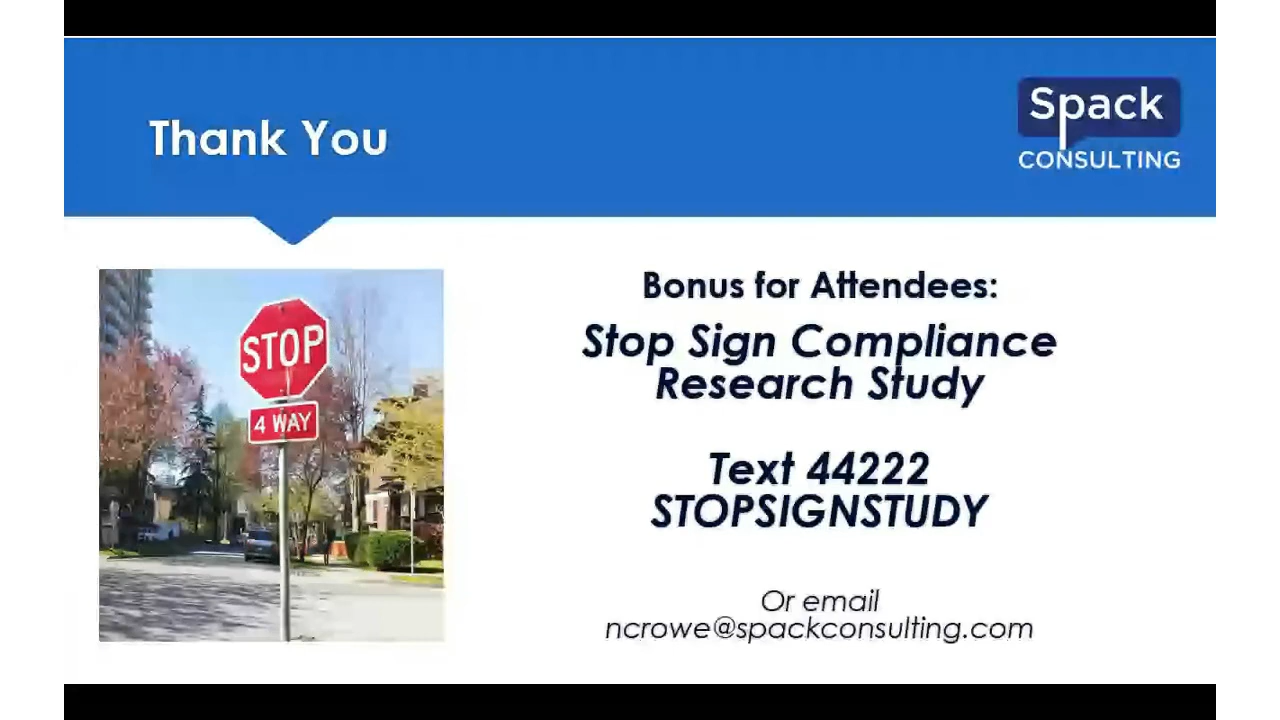 Thank You
Spack
CONSULTING
STOP
4 WAY
Bonus for Attendees:
Stop Sign Compliance
Research Study
Text 44222
STOPSIGNSTUDY
Or email
ncrowe@spackconsulting.com